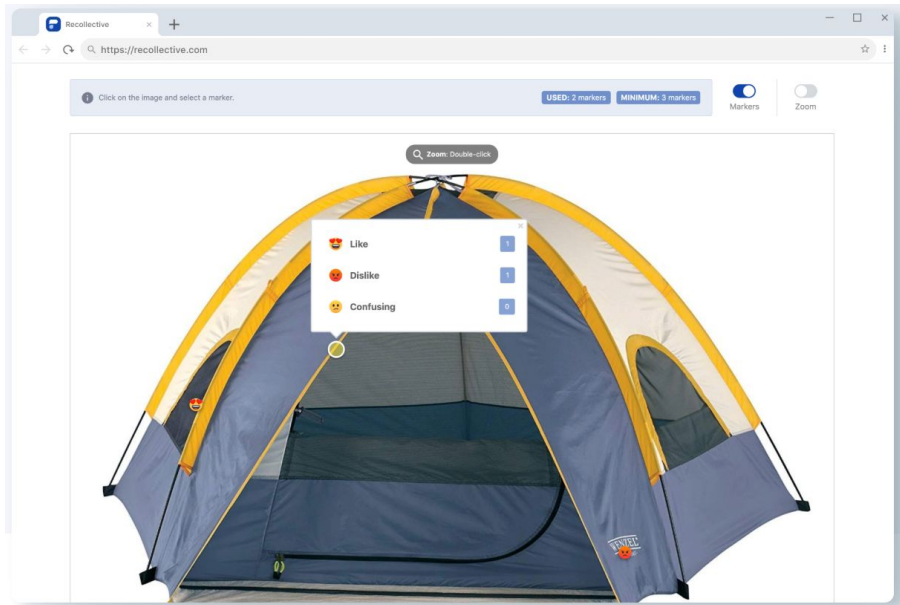 Recollective
https://recollective.com
Click on the image and select a marker.
USED: 2 markers
MINIMUM: 3 markers
Markers
Zoom
Zoom: Double-click
Like
1
Dislike
1
Confusing
0